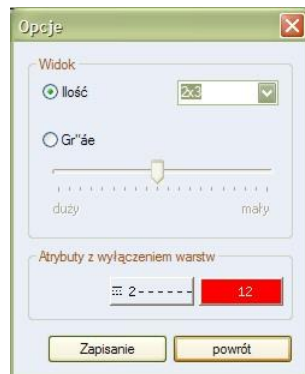 Opcje
Widok
Ilość 2x3
Gr"áe
duży mały
Atrybuty z wyłączeniem warstw
2------ 12
Zapisanie powrót